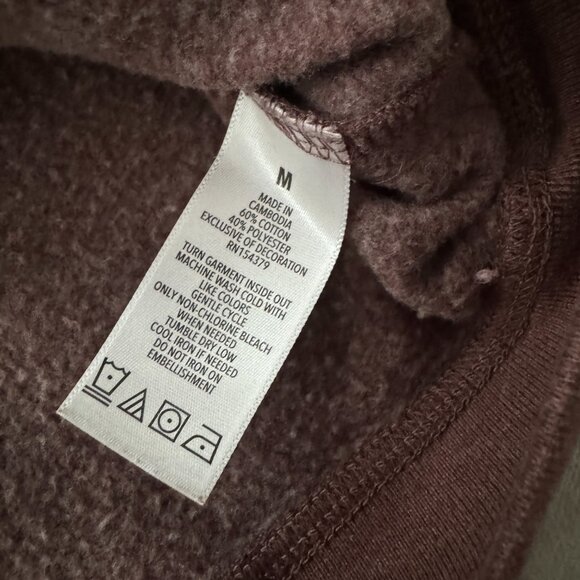 M
MADE IN
CAMBODIA
60% COTTON
40% POLYESTER
EXCLUSIVE OF DECORATION
RN154379
TURN GARMENT INSIDE OUT
MACHINE WASH COLD WITH
LIKE COLORS
GENTLE CYCLE
ONLY NON-CHLORINE BLEACH
WHEN NEEDED
TUMBLE DRY LOW
COOL IRON IF NEEDED
DO NOT IRON ON
EMBELLISHMENT